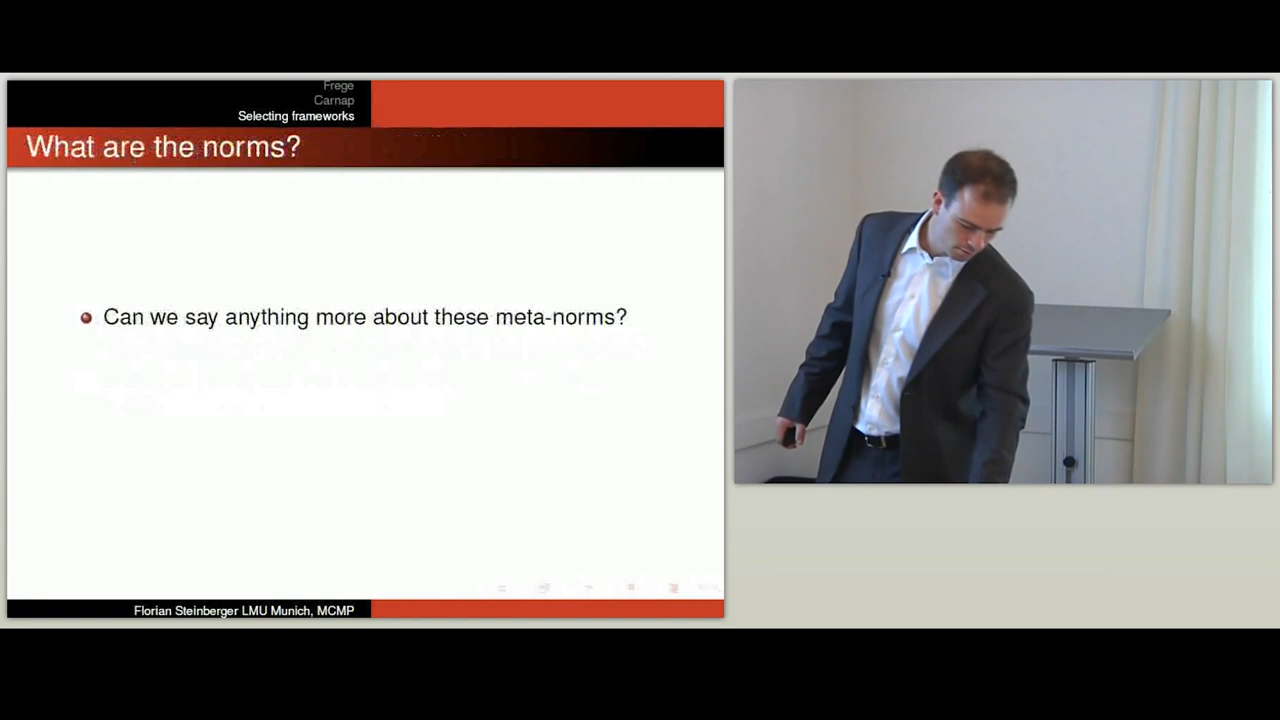 Frege
Carnap
Selecting frameworks
What are the norms?
Can we say anything more about these meta-norms?
Florian Steinberger LMU Munich, MCMP